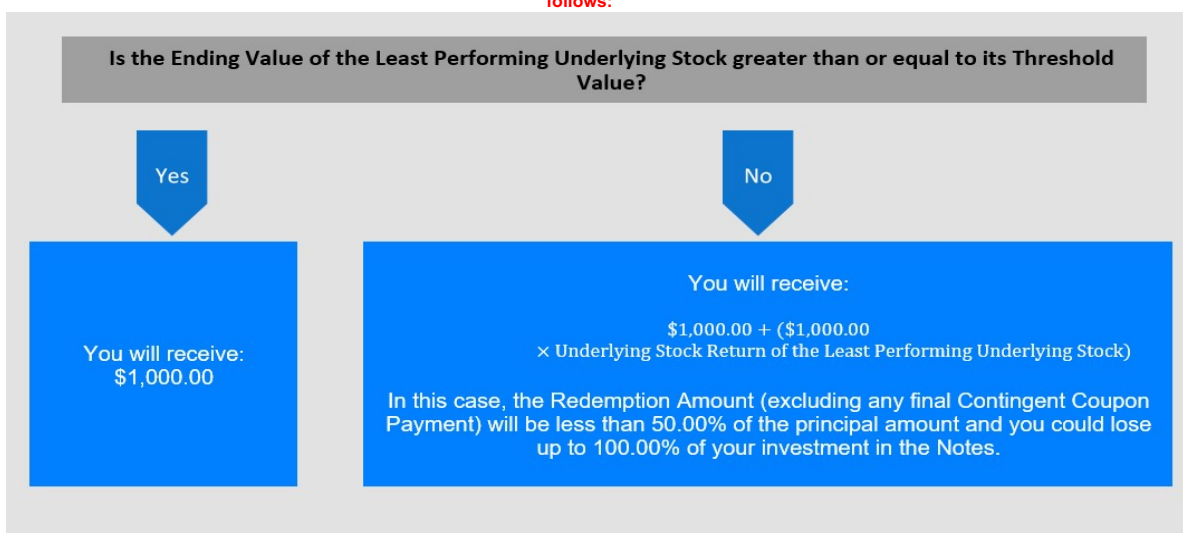 follows:
Is the Ending Value of the Least Performing Underlying Stock greater than or equal to its Threshold
Value?
Yes
No
You will receive:
$1,000.00
You will receive:
$1,000.00 + ($1,000.00
× Underlying Stock Return of the Least Performing Underlying Stock)
In this case, the Redemption Amount (excluding any final Contingent Coupon
Payment) will be less than 50.00% of the principal amount and you could lose
up to 100.00% of your investment in the Notes.